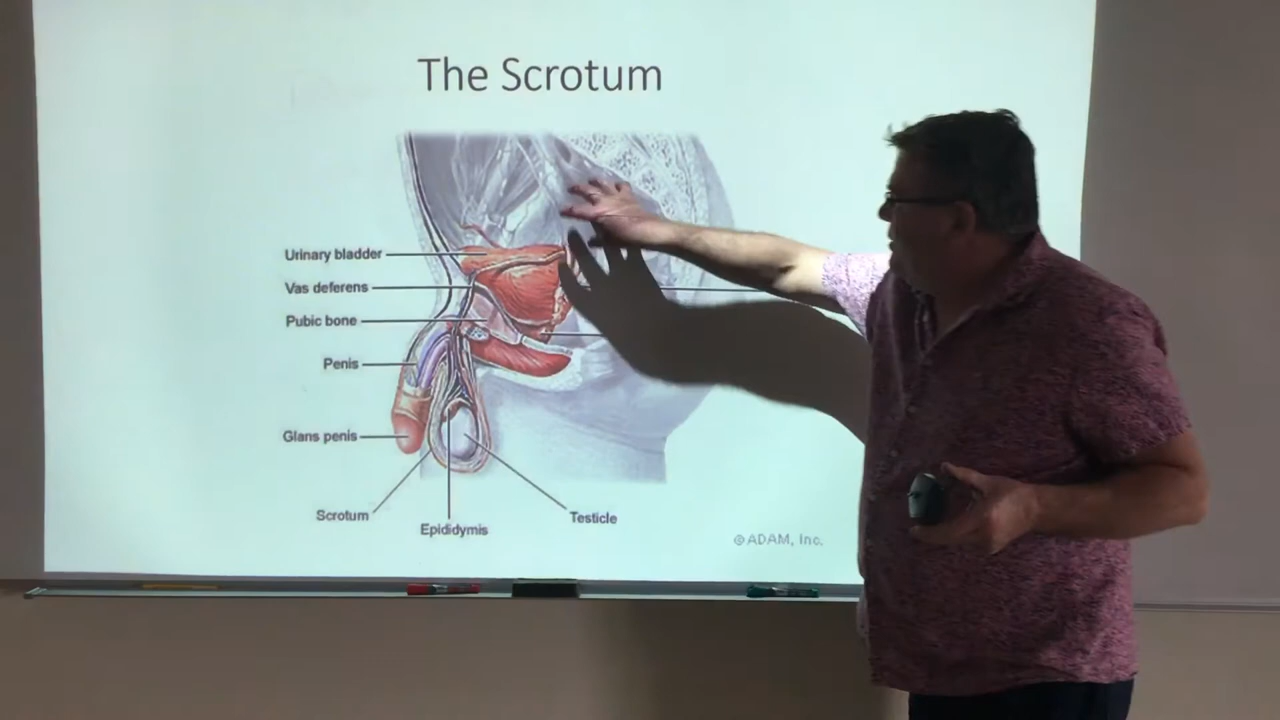 The Scrotum
Urinary bladder
Vas deferens
Pubic bone
Penis
Glans penis
Scrotum
Epididymis
Testicle
©ADAM, Inc.